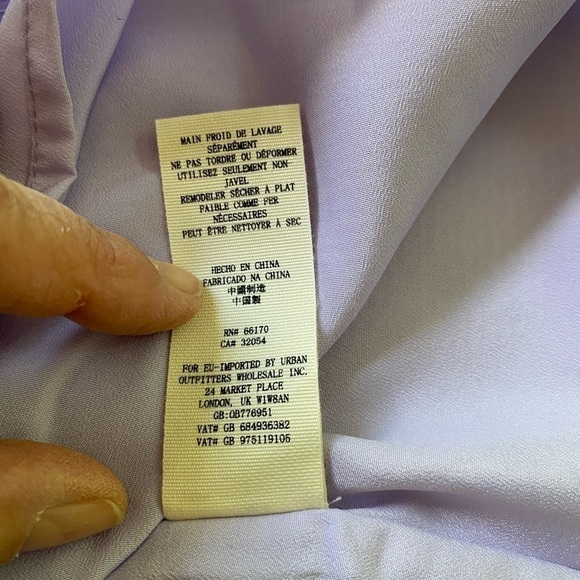 MAIN FROID DE LAVAGE
SÉPARÉMENT
NE PAS TORDRE OU DÉFORMER
UTILISEZ SEULEMENT NON
JAVEL
REMODELER SÉCHER A PLAT
FAIBLE COMME FER
NÉCESSAIRES
PEUT ÊTRE NETTOYER À SEC
HECHO EN CHINA
FABRICADO NA CHINA
中國制造
中国製
RN# 66170
CA# 32054
FOR EU-IMPORTED BY URBAN
OUTFITTERS WHOLESALE INC.
24 MARKET PLACE
LONDON, UK W1W8AN
GB:OB776951
VAT# GB 684936382
VAT# GB 975119105